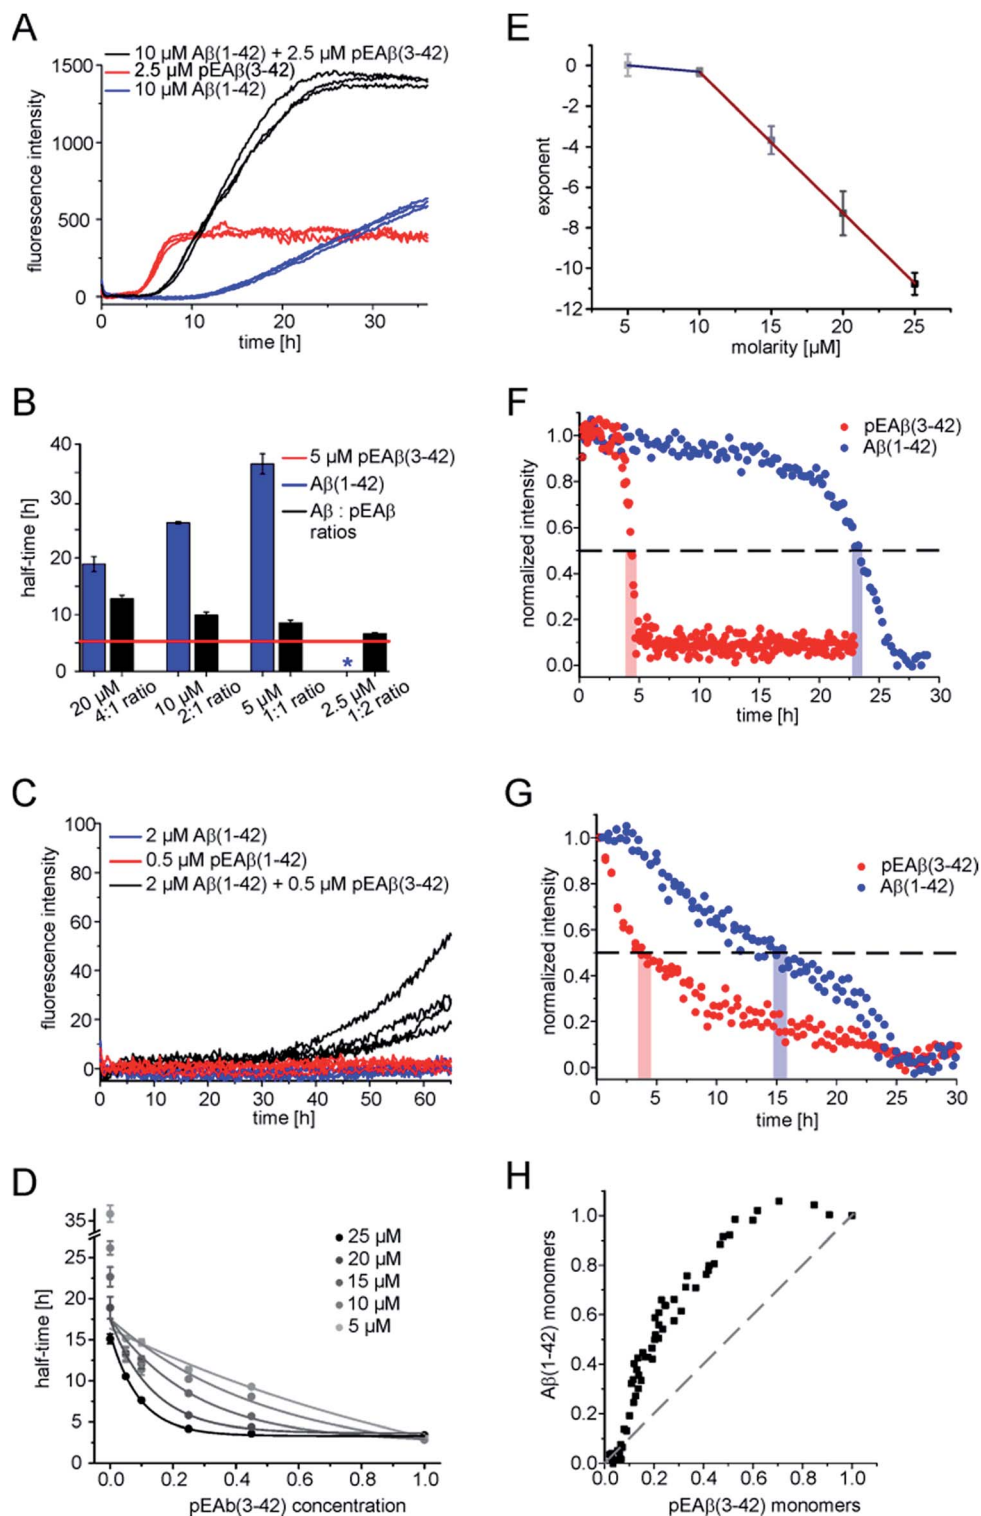 A
10 µM Aβ(1-42) + 2.5 µM pEAβ(3-42)
2.5 µM pEAβ(3-42)
10 µM Aβ(1-42)
1500
1000
500
0
fluorescence intensity
0 10 20 30
time [h]
B
40
30
20
10
0
half-time [h]
5 µM pEAβ(3-42)
Aβ(1-42)
Aβ : pEAβ
ratios
*
20 µM
4:1 ratio
10 µM
2:1 ratio
5 µM
1:1 ratio
2.5 µM
1:2 ratio
C
2 µM Aβ(1-42)
0.5 µM pEAβ(1-42)
2 µM Aβ(1-42) + 0.5 µM pEAβ(3-42)
100
80
60
40
20
0
fluorescence intensity
0 10 20 30 40 50 60
time [h]
D
35
25
20
15
10
5
0
half-time [h]
25 µM
20 µM
15 µM
10 µM
5 µM
0.0 0.2 0.4 0.6 0.8 1.0
pEAb(3-42) concentration
E
0
-2
-4
-6
-8
-10
-12
exponent
5 10 15 20 25
molarity [µM]
F
pEAβ(3-42)
Aβ(1-42)
1.0
0.8
0.6
0.4
0.2
0.0
normalized intensity
0 5 10 15 20 25 30
time [h]
G
pEAβ(3-42)
Aβ(1-42)
1.0
0.8
0.6
0.4
0.2
0.0
normalized intensity
0 5 10 15 20 25 30
time [h]
H
1.0
0.8
0.6
0.4
0.2
0.0
Aβ(1-42) monomers
0.0 0.2 0.4 0.6 0.8 1.0
pEAβ(3-42) monomers